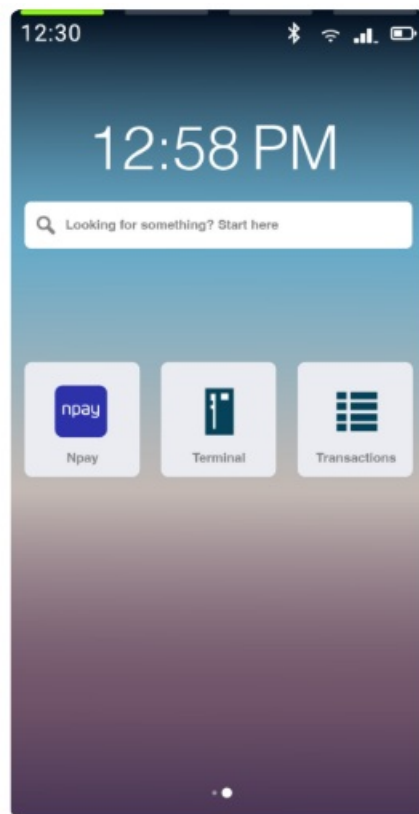 12:30
12:58 PM
Looking for something? Start here
npay
Npay
Terminal
Transactions